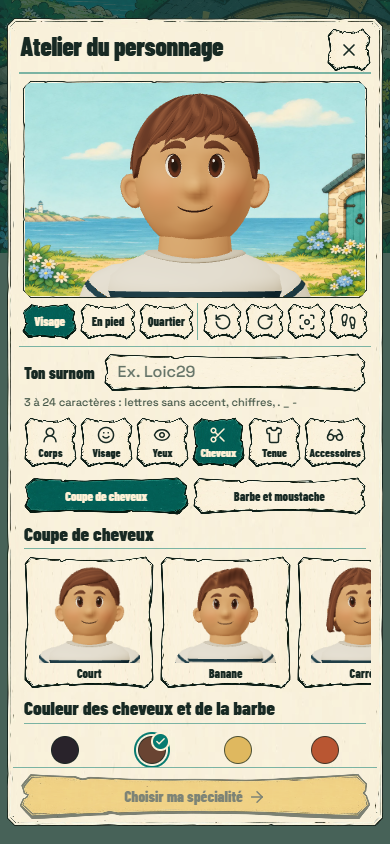 Atelier du personnage
Visage
En pied
Quartier
Ton surnom
Ex. Loic29
3 à 24 caractères : lettres sans accent, chiffres, . _ -
Corps
Visage
Yeux
Cheveux
Tenue
Accessoires
Coupe de cheveux
Barbe et moustache
Coupe de cheveux
Court
Banane
Carr
Couleur des cheveux et de la barbe
Choisir ma spécialité →